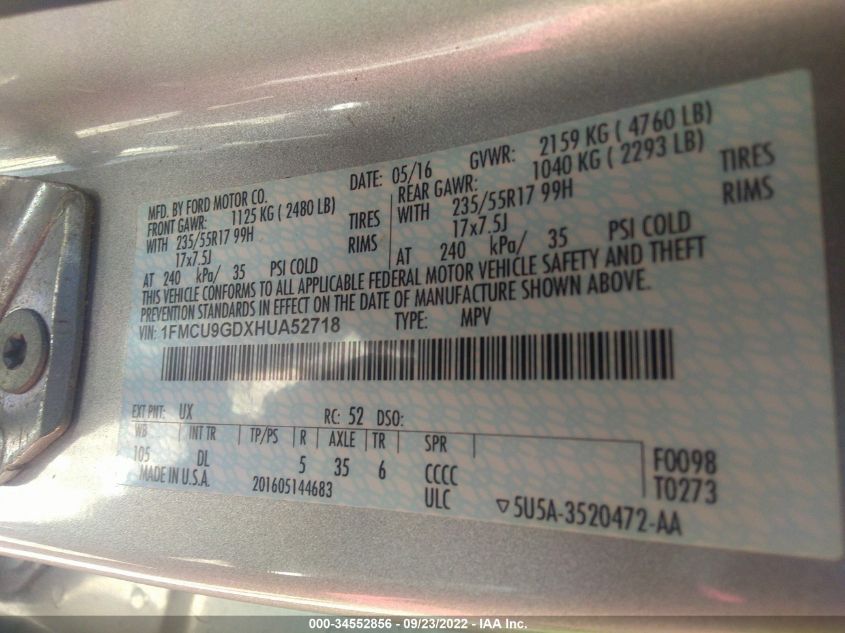 MFD. BY FORD MOTOR CO. DATE: 05/16 GVWR: 2159 KG ( 4760 LB)
FRONT GAWR: 1125 KG ( 2480 LB) REAR GAWR: 1040 KG ( 2293 LB)
WITH 235/55R17 99H TIRES WITH 235/55R17 99H TIRES
17x7.5J RIMS 17x7.5J RIMS
AT 240 kPa/ 35 PSI COLD AT 240 kPa/ 35 PSI COLD
THIS VEHICLE CONFORMS TO ALL APPLICABLE FEDERAL MOTOR VEHICLE SAFETY AND THEFT
PREVENTION STANDARDS IN EFFECT ON THE DATE OF MANUFACTURE SHOWN ABOVE.
VIN: 1FMCU9GDXHUA52718 TYPE: MPV
EXT PNT: UX RC: 52 DSO:
WB INT TR TP/PS R AXLE TR SPR
105 DL 5 35 6 CCCC F0098
MADE IN U.S.A. 201605144683 ULC T0273
5U5A-3520472-AA
000-34552856 - 09/23/2022 - IAA Inc.